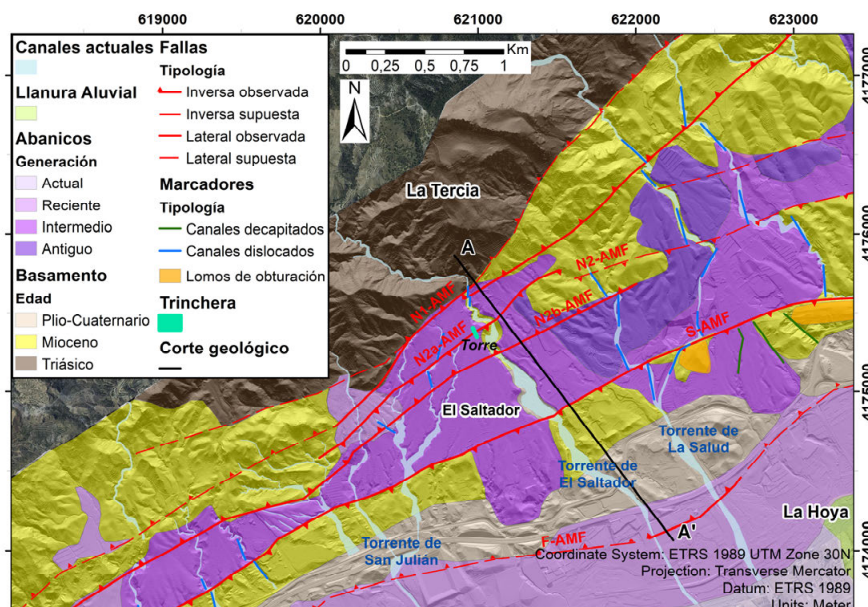 619000 620000 621000 622000 623000
Canales actuales
Llanura Aluvial
Abanicos
Generación
Actual
Reciente
Intermedio
Antiguo
Basamento
Edad
Plio-Cuaternario
Mioceno
Triásico
Fallas
Tipología
Inversa observada
Inversa supuesta
Lateral observada
Lateral supuesta
Marcadores
Tipología
Canales decapitados
Canales dislocados
Lomos de obturación
Trinchera
Corte geológico
Km
0 0,25 0,5 0,75 1
N
4177000
4176000
4175000
4174000
La Tercia
A
N1-AMF
N2-AMF
N2a-AMF
N2b-AMF
S-AMF
Torre
El Saltador
Torrente de
La Salud
Torrente de
El Saltador
Torrente de
San Julián
F-AMF
A'
La Hoya
Coordinate System: ETRS 1989 UTM Zone 30N
Projection: Transverse Mercator
Datum: ETRS 1989
Units: Meter